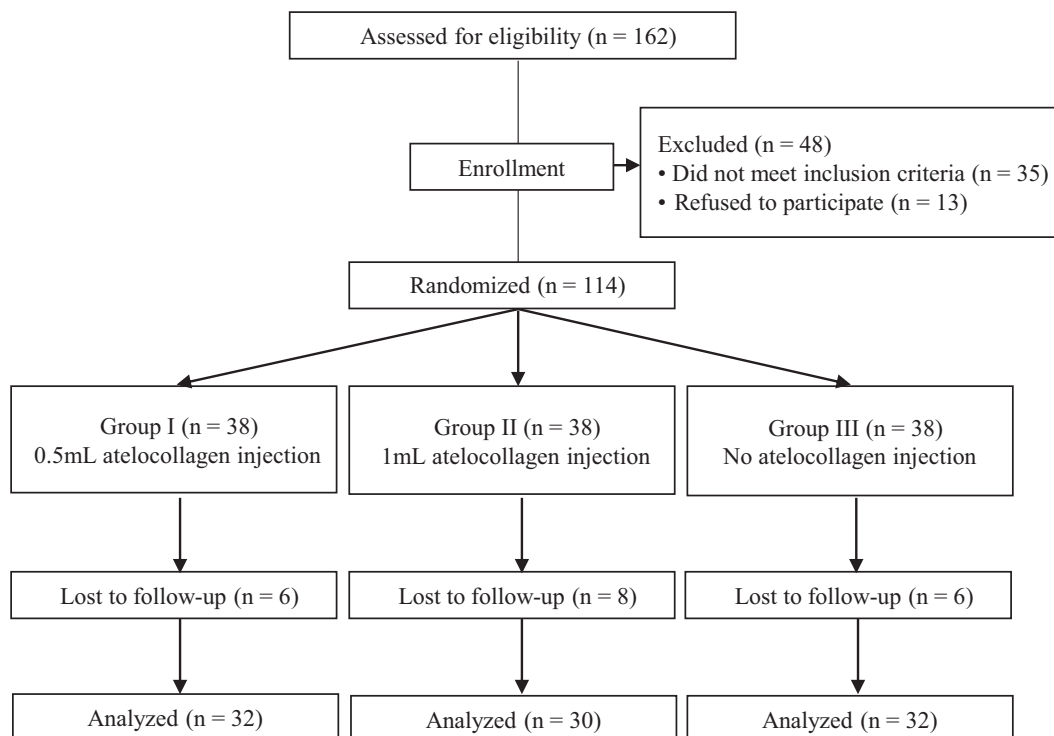 Assessed for eligibility (n = 162)
Enrollment
Excluded (n = 48)
• Did not meet inclusion criteria (n = 35)
• Refused to participate (n = 13)
Randomized (n = 114)
Group I (n = 38)
0.5mL atelocollagen injection
Group II (n = 38)
1mL atelocollagen injection
Group III (n = 38)
No atelocollagen injection
Lost to follow-up (n = 6)
Lost to follow-up (n = 8)
Lost to follow-up (n = 6)
Analyzed (n = 32)
Analyzed (n = 30)
Analyzed (n = 32)